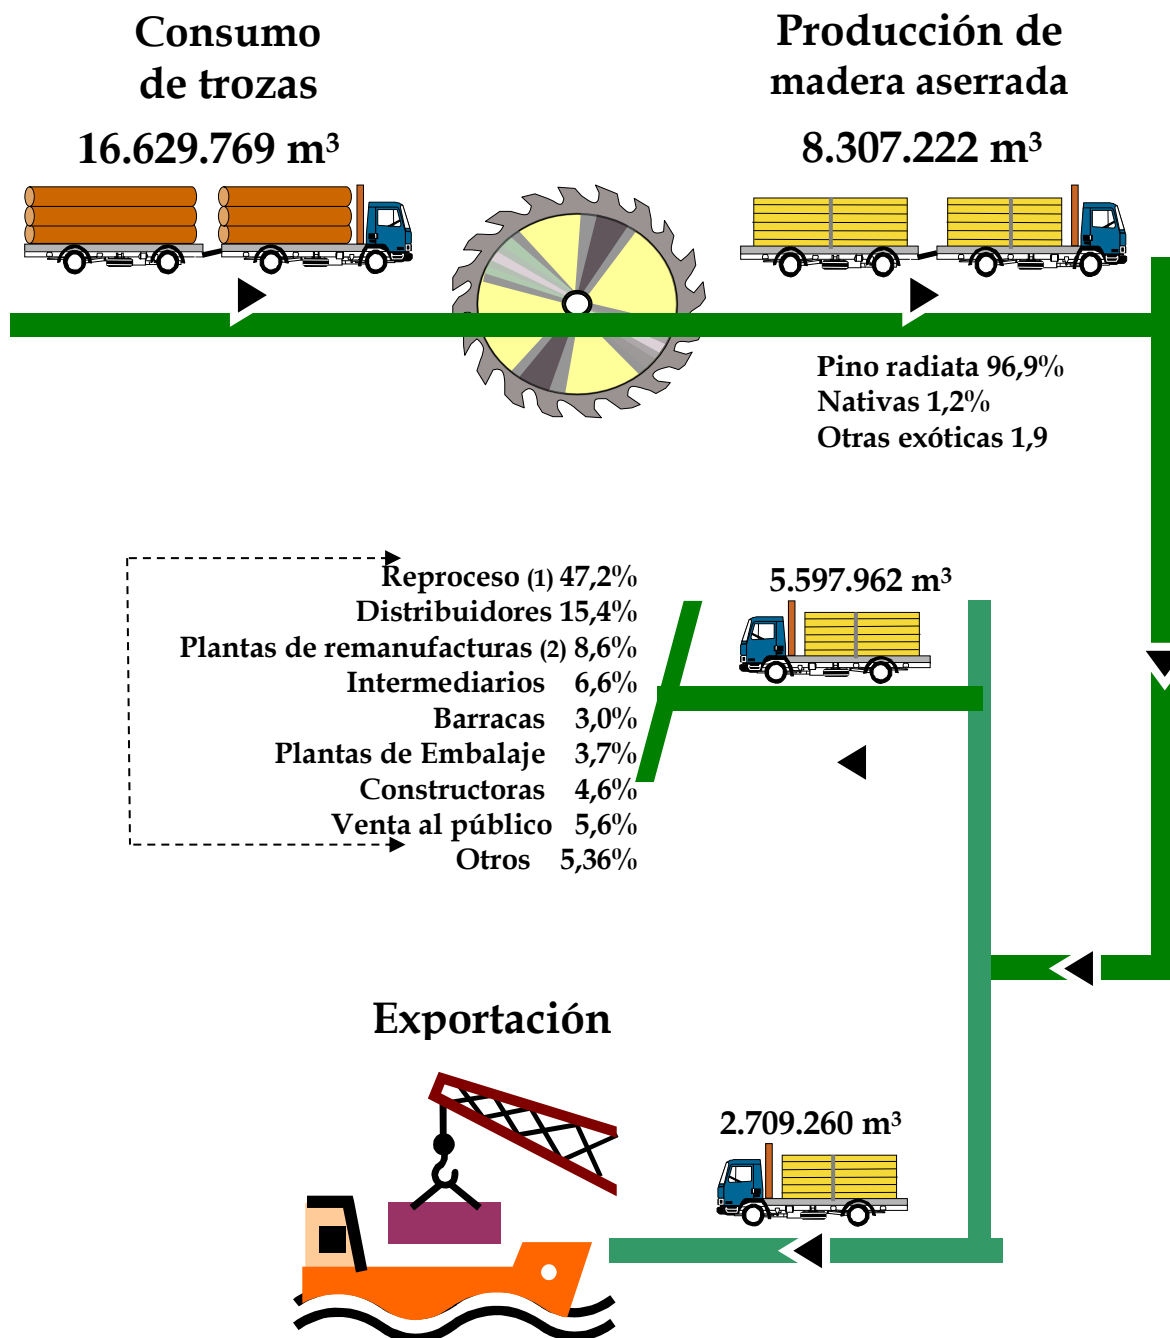 Consumo
de trozas
16.629.769 m³
Producción de
madera aserrada
8.307.222 m³
Pino radiata 96,9%
Nativas 1,2%
Otras exóticas 1,9
Reproceso (1) 47,2%
Distribuidores 15,4%
Plantas de remanufacturas (2) 8,6%
Intermediarios 6,6%
Barracas 3,0%
Plantas de Embalaje 3,7%
Constructoras 4,6%
Venta al público 5,6%
Otros 5,36%
5.597.962 m³
Exportación
2.709.260 m³